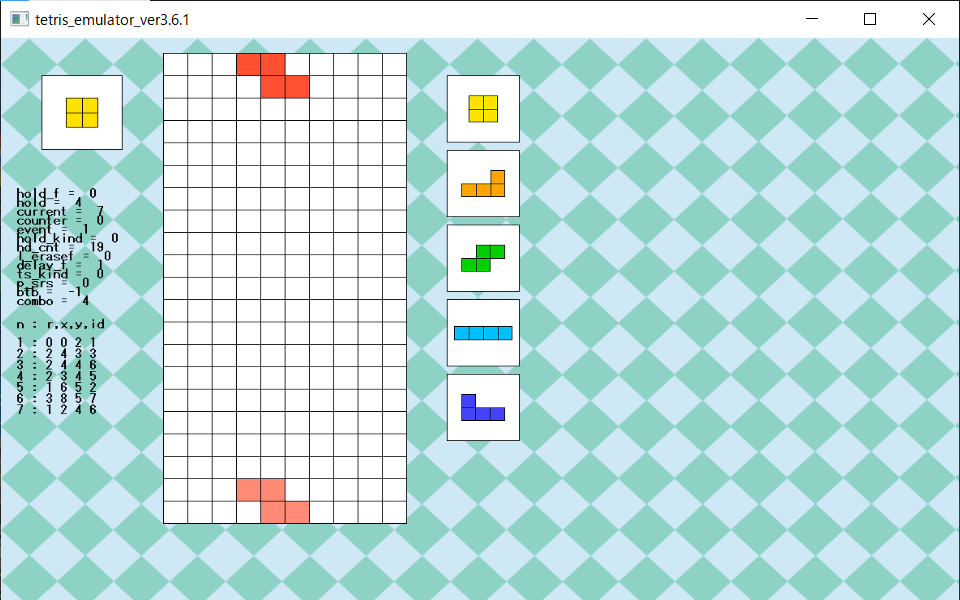 tetris_emulator_ver3.6.1
hold_f = 0
hold = 4
current = 7
counter = 0
event = 1
hold_kind = 0
hd_cnt = 19
l_erasef = 0
delay_f = 1
ts_kind = 0
p_srs = 0
btb = -1
combo = 4
n : r,x,y,id
1 : 0 0 2 1
2 : 2 4 3 3
3 : 2 4 4 6
4 : 2 3 4 5
5 : 1 6 5 2
6 : 3 8 5 7
7 : 1 2 4 6